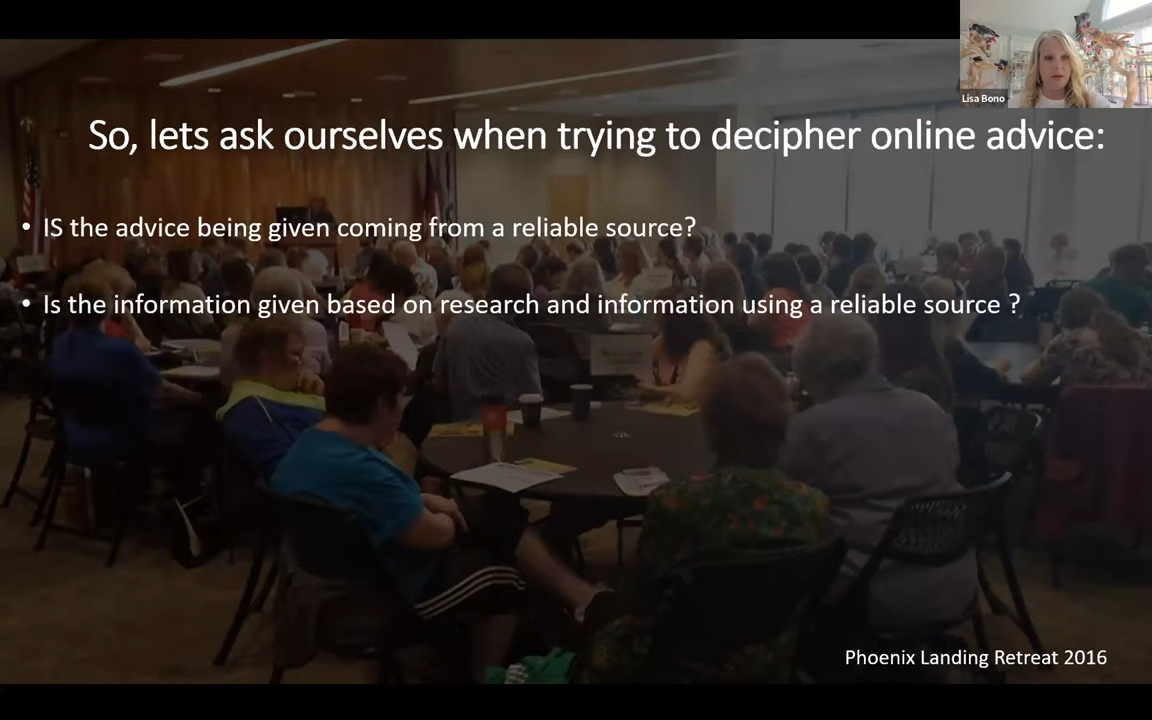 Lisa Bono
So, lets ask ourselves when trying to decipher online advice:
• IS the advice being given coming from a reliable source?
• Is the information given based on research and information using a reliable source ?
Phoenix Landing Retreat 2016